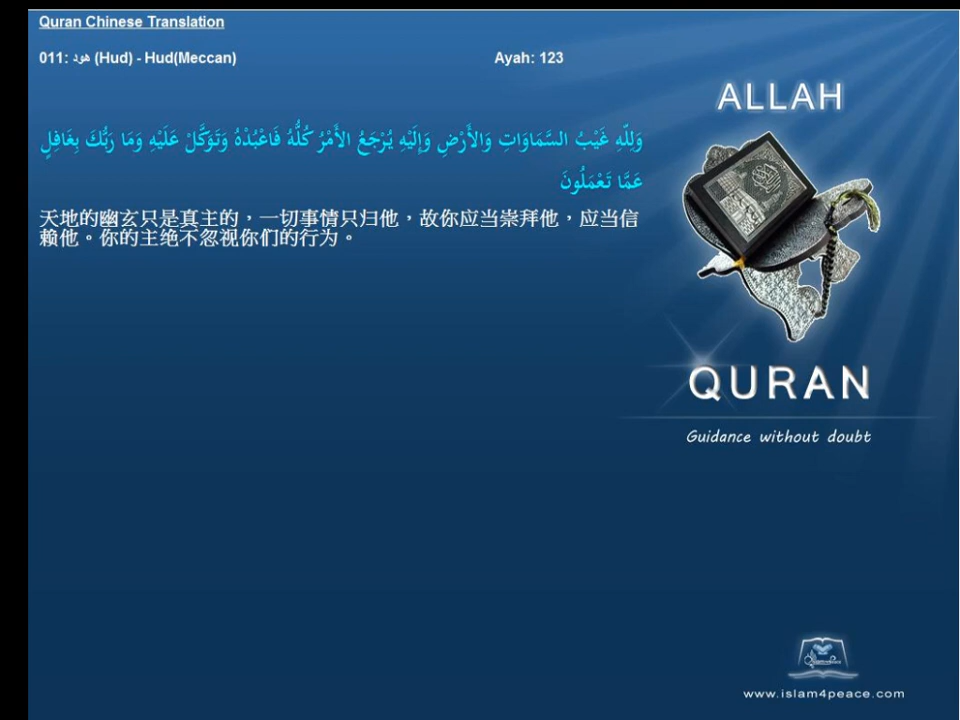 Quran Chinese Translation
011: هود (Hud) - Hud(Meccan)
Ayah: 123
وَلِلّهِ غَيْبُ السَّمَاوَاتِ وَالأَرْضِ وَإِلَيْهِ يُرْجَعُ الأَمْرُ كُلُّهُ فَاعْبُدْهُ وَتَوَكَّلْ عَلَيْهِ وَمَا رَبُّكَ بِغَافِلٍ
عَمَّا تَعْمَلُونَ
天地的幽玄只是真主的，一切事情只归他，故你应当崇拜他，应当信
赖他。你的主绝不忽视你们的行为。
ALLAH
QURAN
Guidance without doubt
www.islam4peace.com